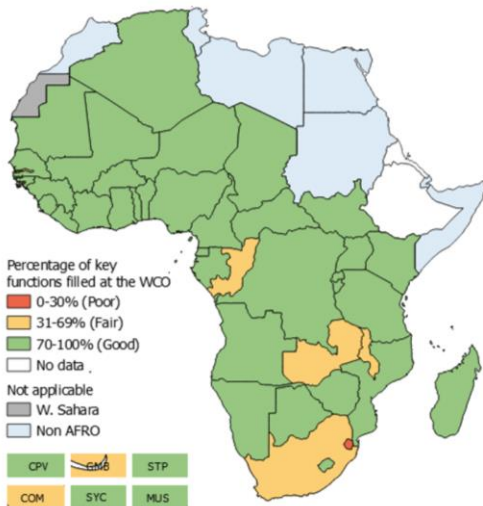 Percentage of key
functions filled at the WCO
0-30% (Poor)
31-69% (Fair)
70-100% (Good)
No data
Not applicable
W. Sahara
Non AFRO
CPV GMB STP
COM SYC MUS